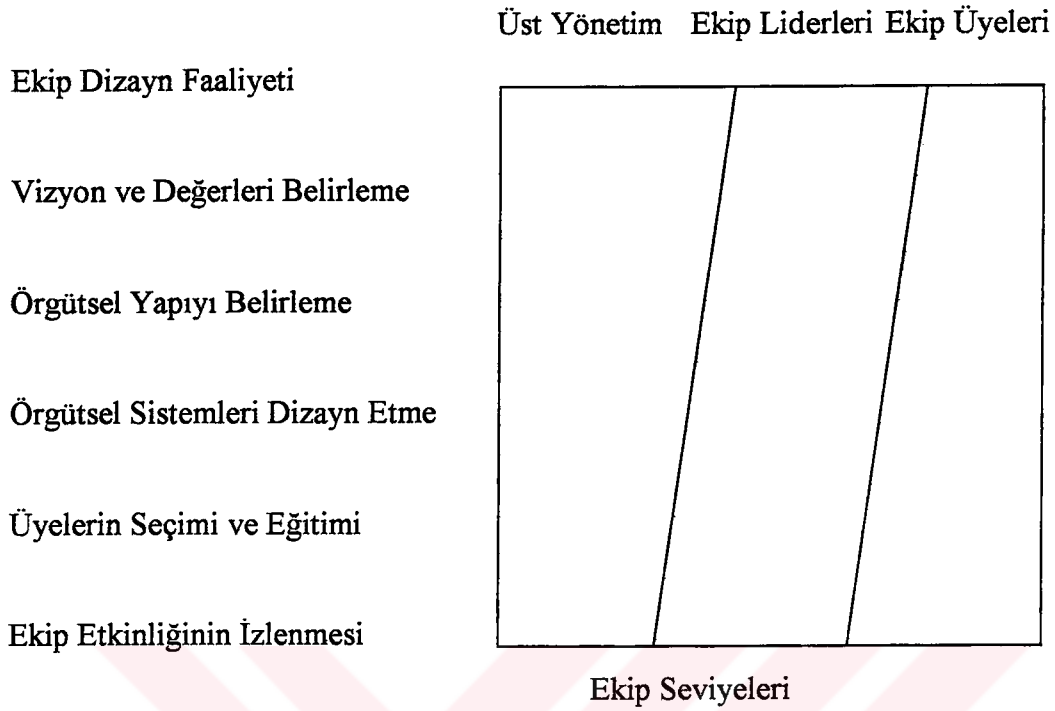 Üst Yönetim Ekip Liderleri Ekip Üyeleri
Ekip Dizayn Faaliyeti
Vizyon ve Değerleri Belirleme
Örgütsel Yapıyı Belirleme
Örgütsel Sistemleri Dizayn Etme
Üyelerin Seçimi ve Eğitimi
Ekip Etkinliğinin İzlenmesi
Ekip Seviyeleri